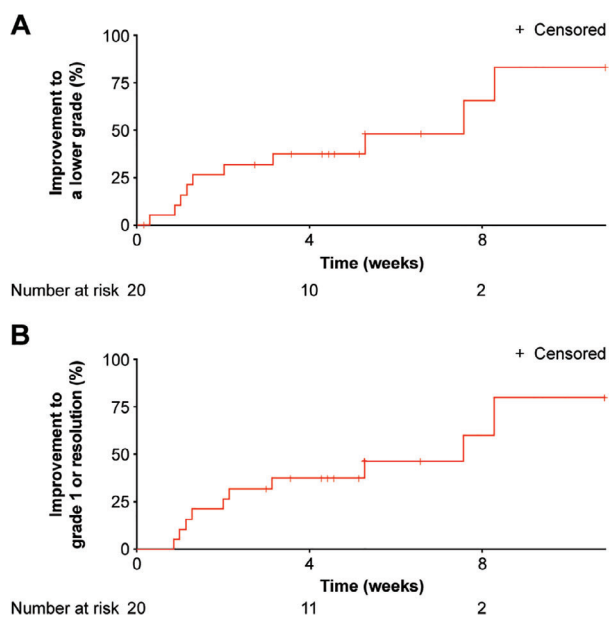 A
+ Censored
Improvement to
a lower grade (%)
100
75
50
25
0
0 4 8
Time (weeks)
Number at risk 20 10 2
B
+ Censored
Improvement to
grade 1 or resolution (%)
100
75
50
25
0
0 4 8
Time (weeks)
Number at risk 20 11 2